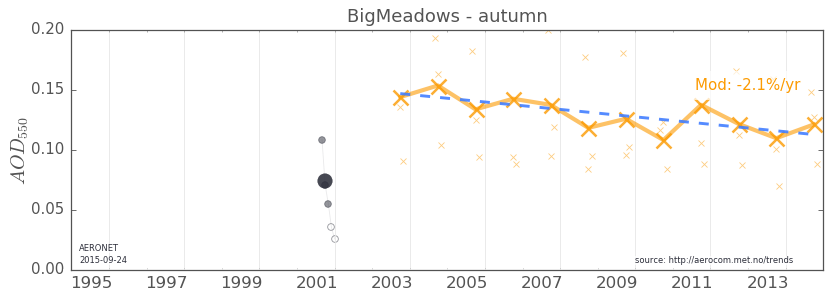 BigMeadows - autumn
0.20
0.15
0.10
0.05
0.00
AOD550
Mod: -2.1%/yr
AERONET
2015-09-24
source: http://aerocom.met.no/trends
1995 1997 1999 2001 2003 2005 2007 2009 2011 2013